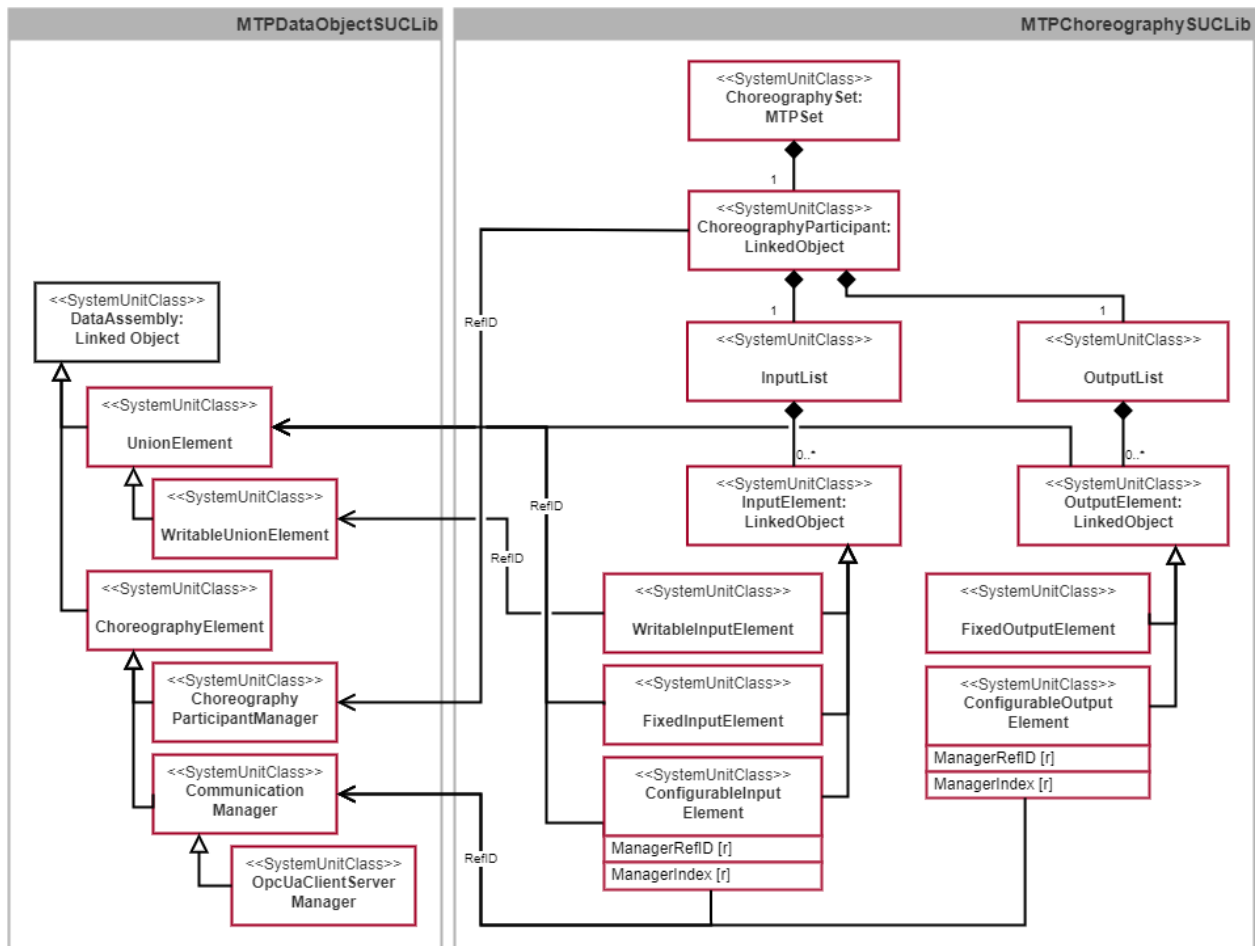 MTPDataObjectSUCLib
<<SystemUnitClass>>
DataAssembly:
Linked Object
<<SystemUnitClass>>
UnionElement
<<SystemUnitClass>>
WritableUnionElement
<<SystemUnitClass>>
ChoreographyElement
<<SystemUnitClass>>
Choreography
ParticipantManager
<<SystemUnitClass>>
Communication
Manager
<<SystemUnitClass>>
OpcUaClientServer
Manager
MTPChoreographySUCLib
<<SystemUnitClass>>
ChoreographySet:
MTPSet
1
<<SystemUnitClass>>
ChoreographyParticipant:
LinkedObject
RefID
1
1
<<SystemUnitClass>>
InputList
<<SystemUnitClass>>
OutputList
0..*
0..*
<<SystemUnitClass>>
InputElement:
LinkedObject
<<SystemUnitClass>>
OutputElement:
LinkedObject
RefID
RefID
<<SystemUnitClass>>
WritableInputElement
<<SystemUnitClass>>
FixedOutputElement
<<SystemUnitClass>>
FixedInputElement
<<SystemUnitClass>>
ConfigurableOutput
Element
ManagerRefID [r]
ManagerIndex [r]
<<SystemUnitClass>>
ConfigurableInput
Element
ManagerRefID [r]
ManagerIndex [r]
RefID